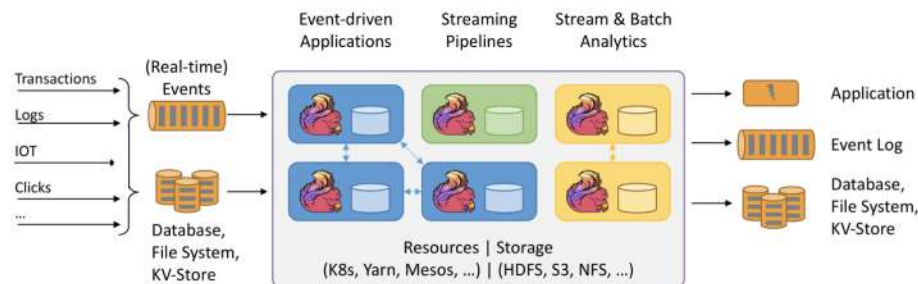 Event-driven
Applications
Streaming
Pipelines
Stream & Batch
Analytics
Transactions
Logs
IOT
Clicks
...
(Real-time)
Events
Database,
File System,
KV-Store
Resources | Storage
(K8s, Yarn, Mesos, ...) | (HDFS, S3, NFS, ...)
Application
Event Log
Database,
File System,
KV-Store